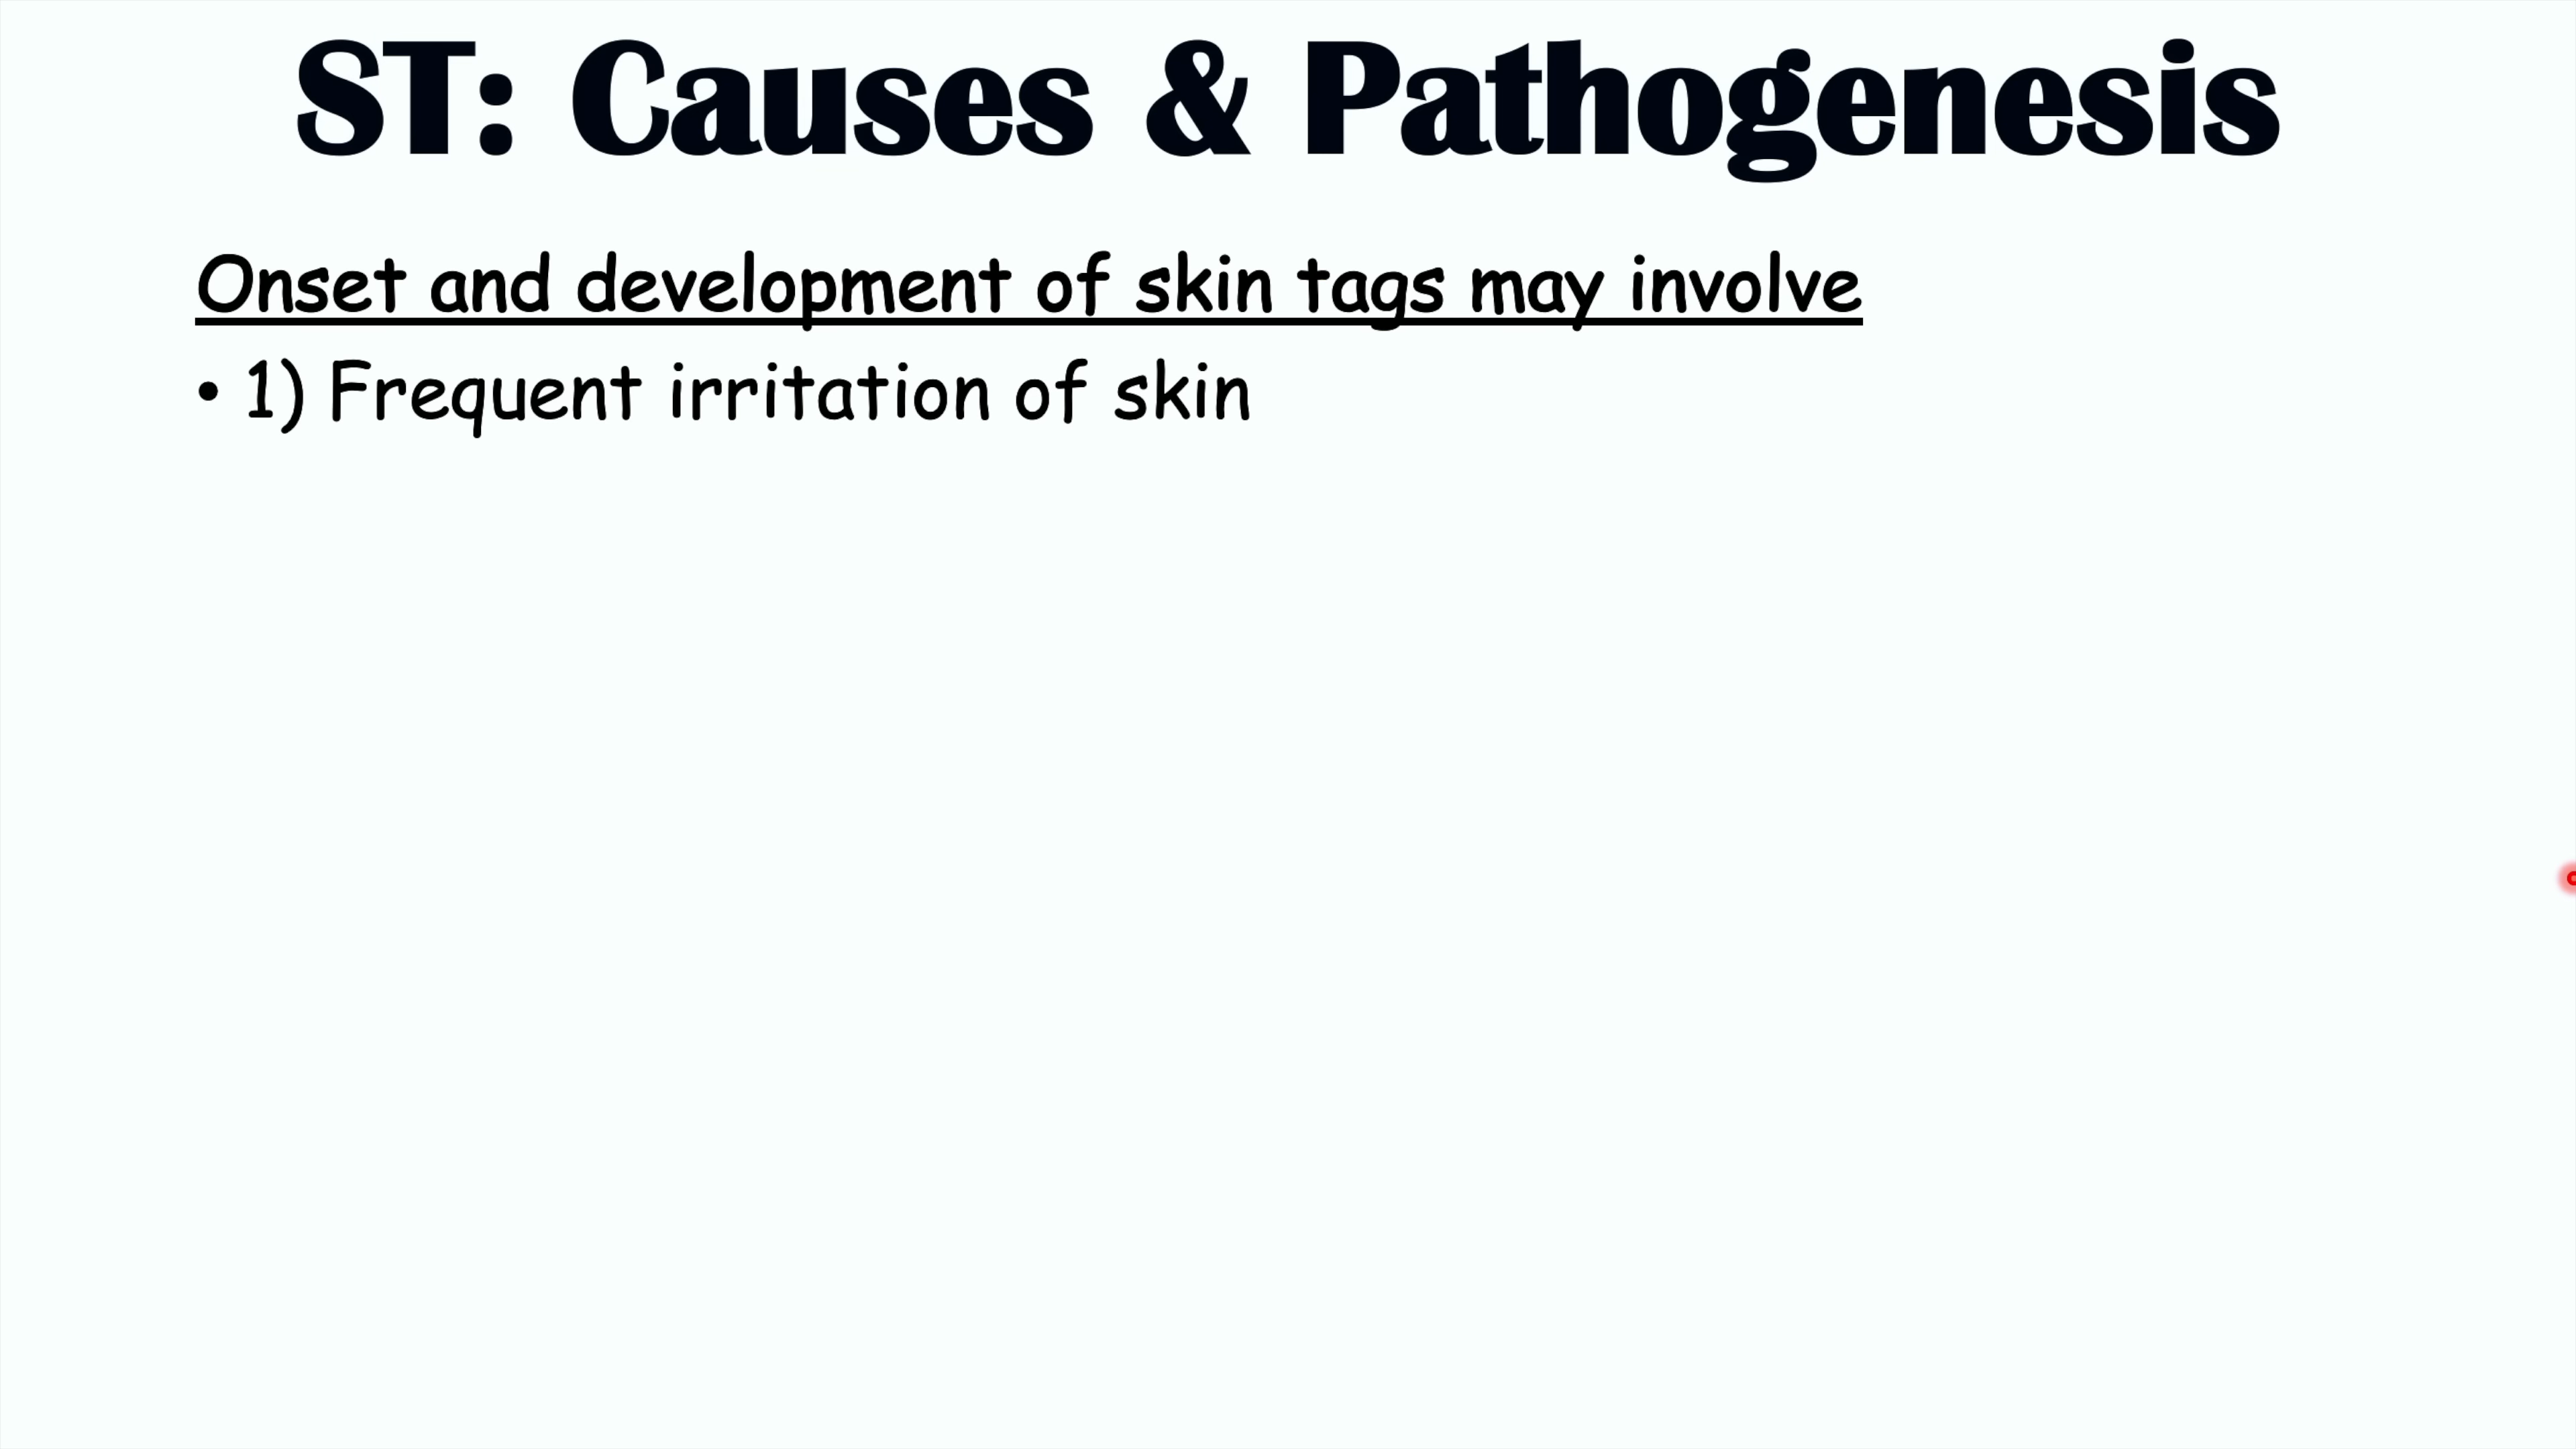 ST: Causes & Pathogenesis
Onset and development of skin tags may involve
• 1) Frequent irritation of skin